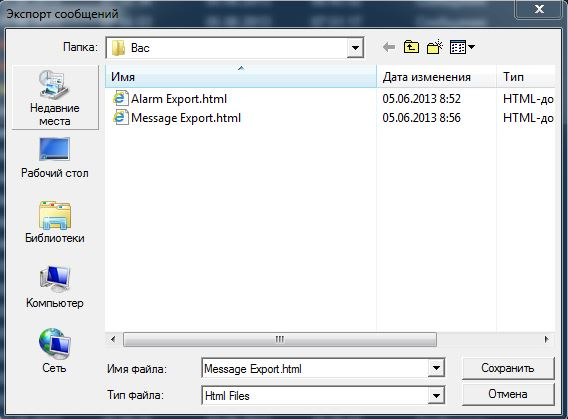 Экспорт сообщений
Папка: Bac
Имя Дата изменения Тип
Alarm Export.html 05.06.2013 8:52 HTML-до
Message Export.html 05.06.2013 8:56 HTML-до
Недавние
места
Рабочий стол
Библиотеки
Компьютер
Сеть
Имя файла: Message Export.html Сохранить
Тип файла: Html Files Отмена